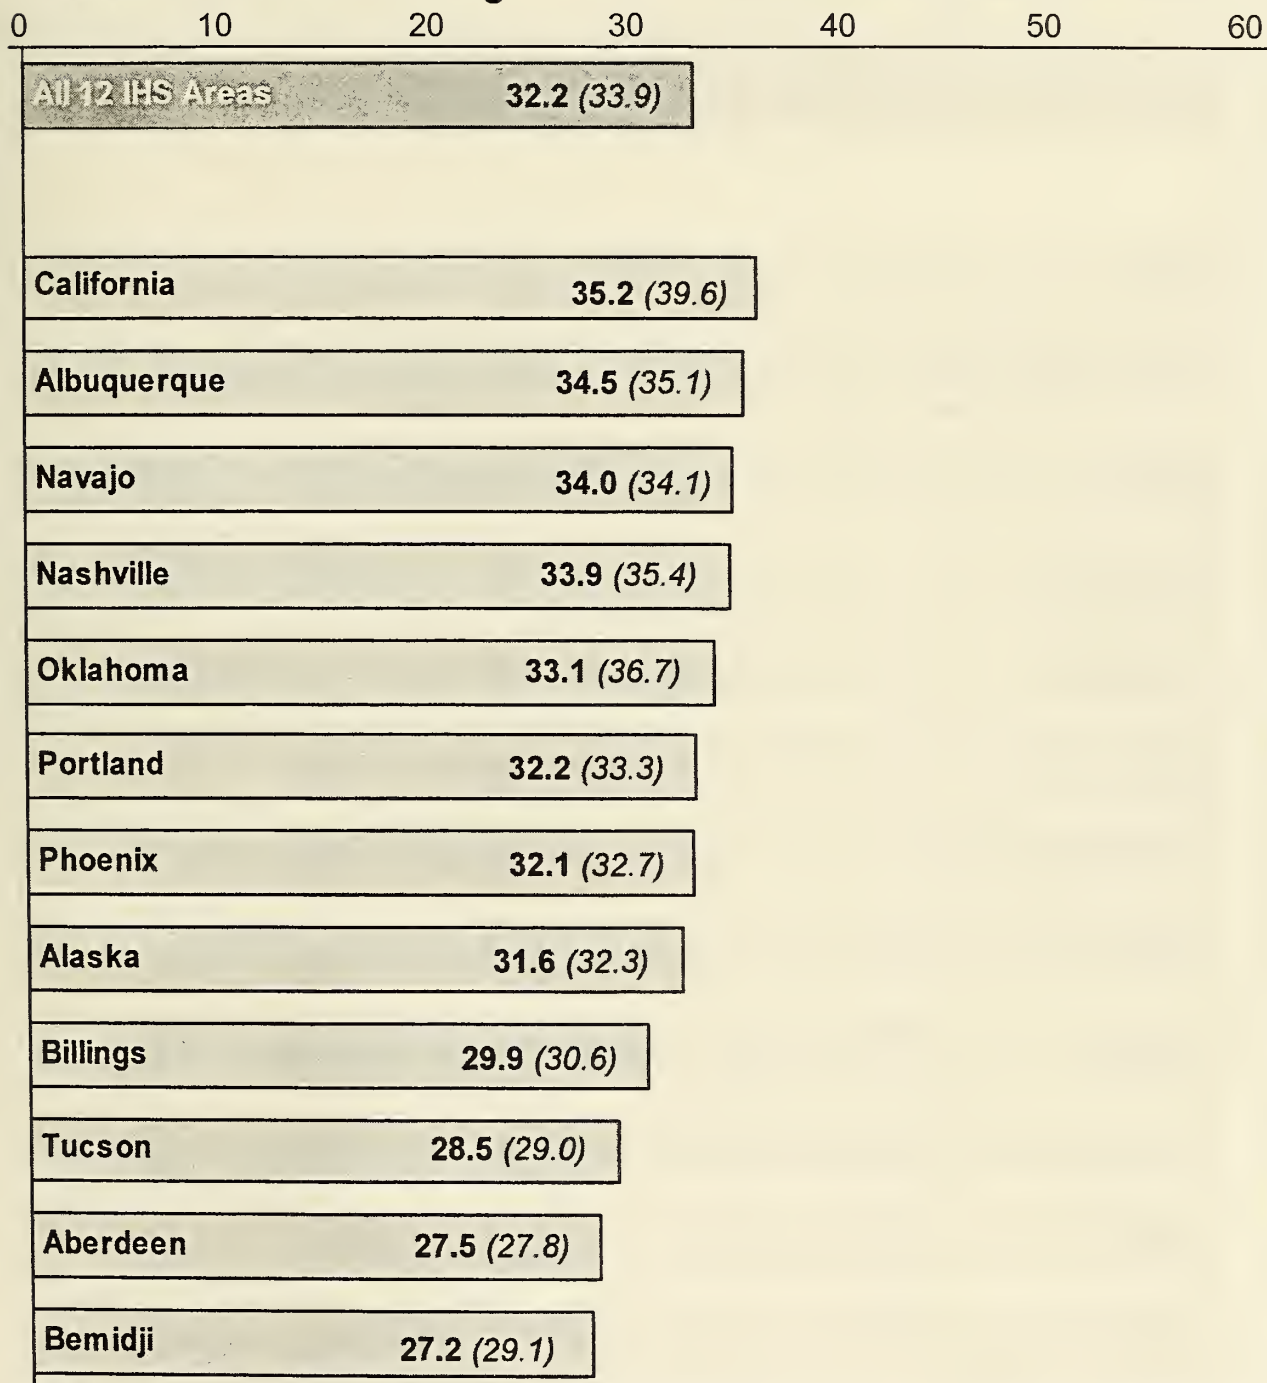 0 10 20 30 40 50 60
All 12 IHS Areas 32.2 (33.9)
California 35.2 (39.6)
Albuquerque 34.5 (35.1)
Navajo 34.0 (34.1)
Nashville 33.9 (35.4)
Oklahoma 33.1 (36.7)
Portland 32.2 (33.3)
Phoenix 32.1 (32.7)
Alaska 31.6 (32.3)
Billings 29.9 (30.6)
Tucson 28.5 (29.0)
Aberdeen 27.5 (27.8)
Bemidji 27.2 (29.1)